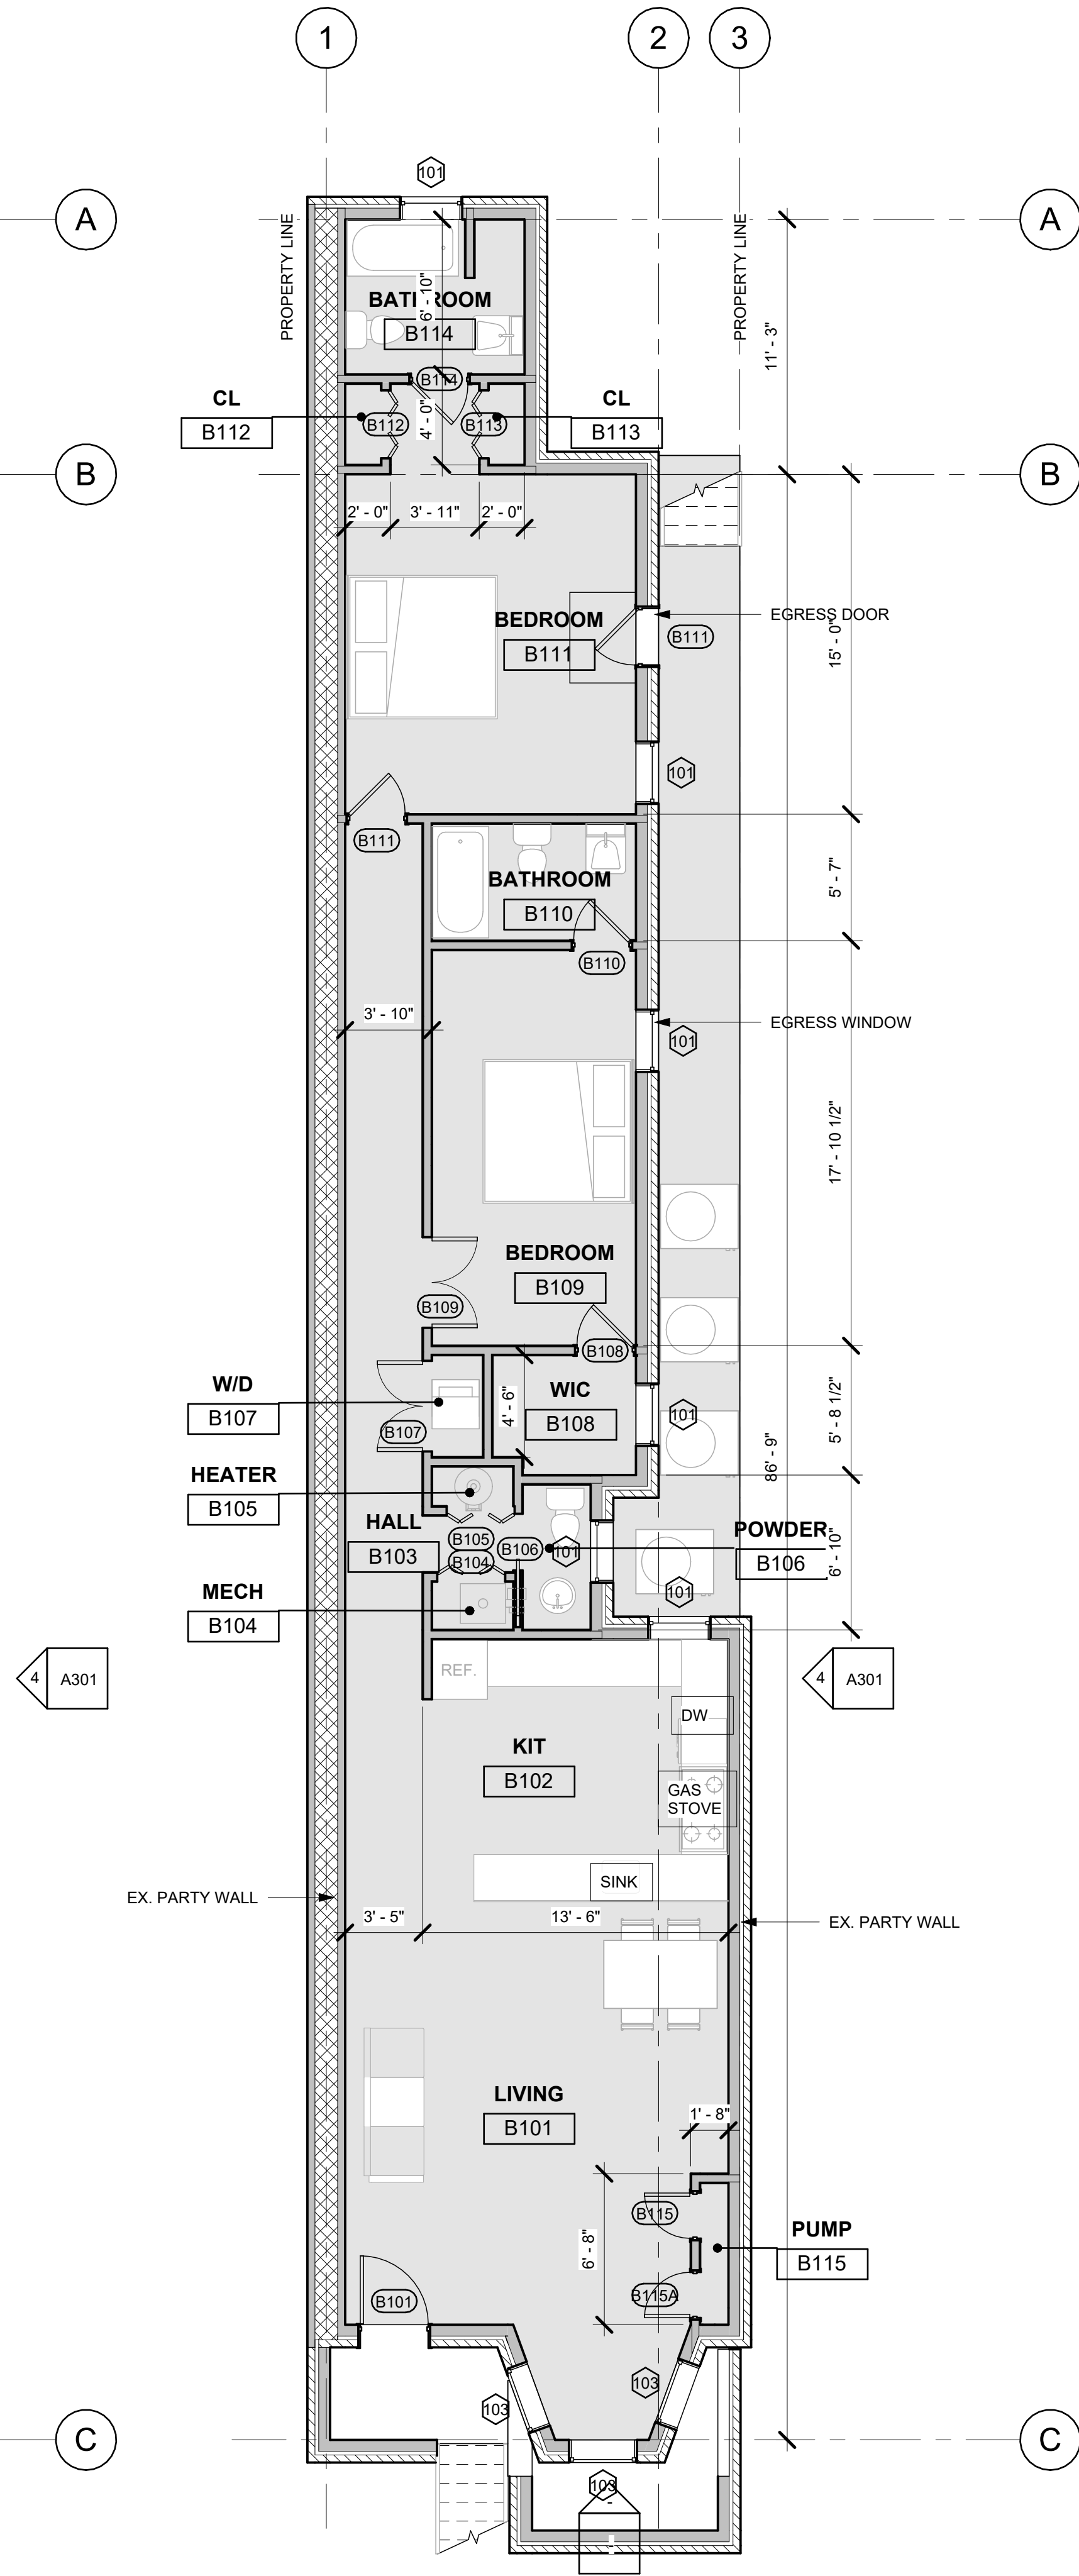 1
2
3
101
A
A
PROPERTY LINE
PROPERTY LINE
BATHROOM
B114
6' - 10"
11' - 3"
B114
CL
B112
B112
4' - 0"
B113
CL
B113
B
B
2' - 0"
3' - 11"
2' - 0"
BEDROOM
B111
EGRESS DOOR
B111
15' - 0"
101
B111
BATHROOM
B110
5' - 7"
B110
3' - 10"
EGRESS WINDOW
101
17' - 10 1/2"
BEDROOM
B109
B109
B108
W/D
B107
B107
4' - 6"
WIC
B108
101
5' - 8 1/2"
86' - 9"
HEATER
B105
HALL
B103
B105
B104
B106
101
POWDER
B106
6' - 10"
MECH
B104
101
4
A301
4
A301
REF.
DW
KIT
B102
GAS
STOVE
SINK
EX. PARTY WALL
3' - 5"
13' - 6"
EX. PARTY WALL
LIVING
B101
1' - 8"
B115
6' - 8"
PUMP
B115
B115A
B101
103
103
C
C
103
-